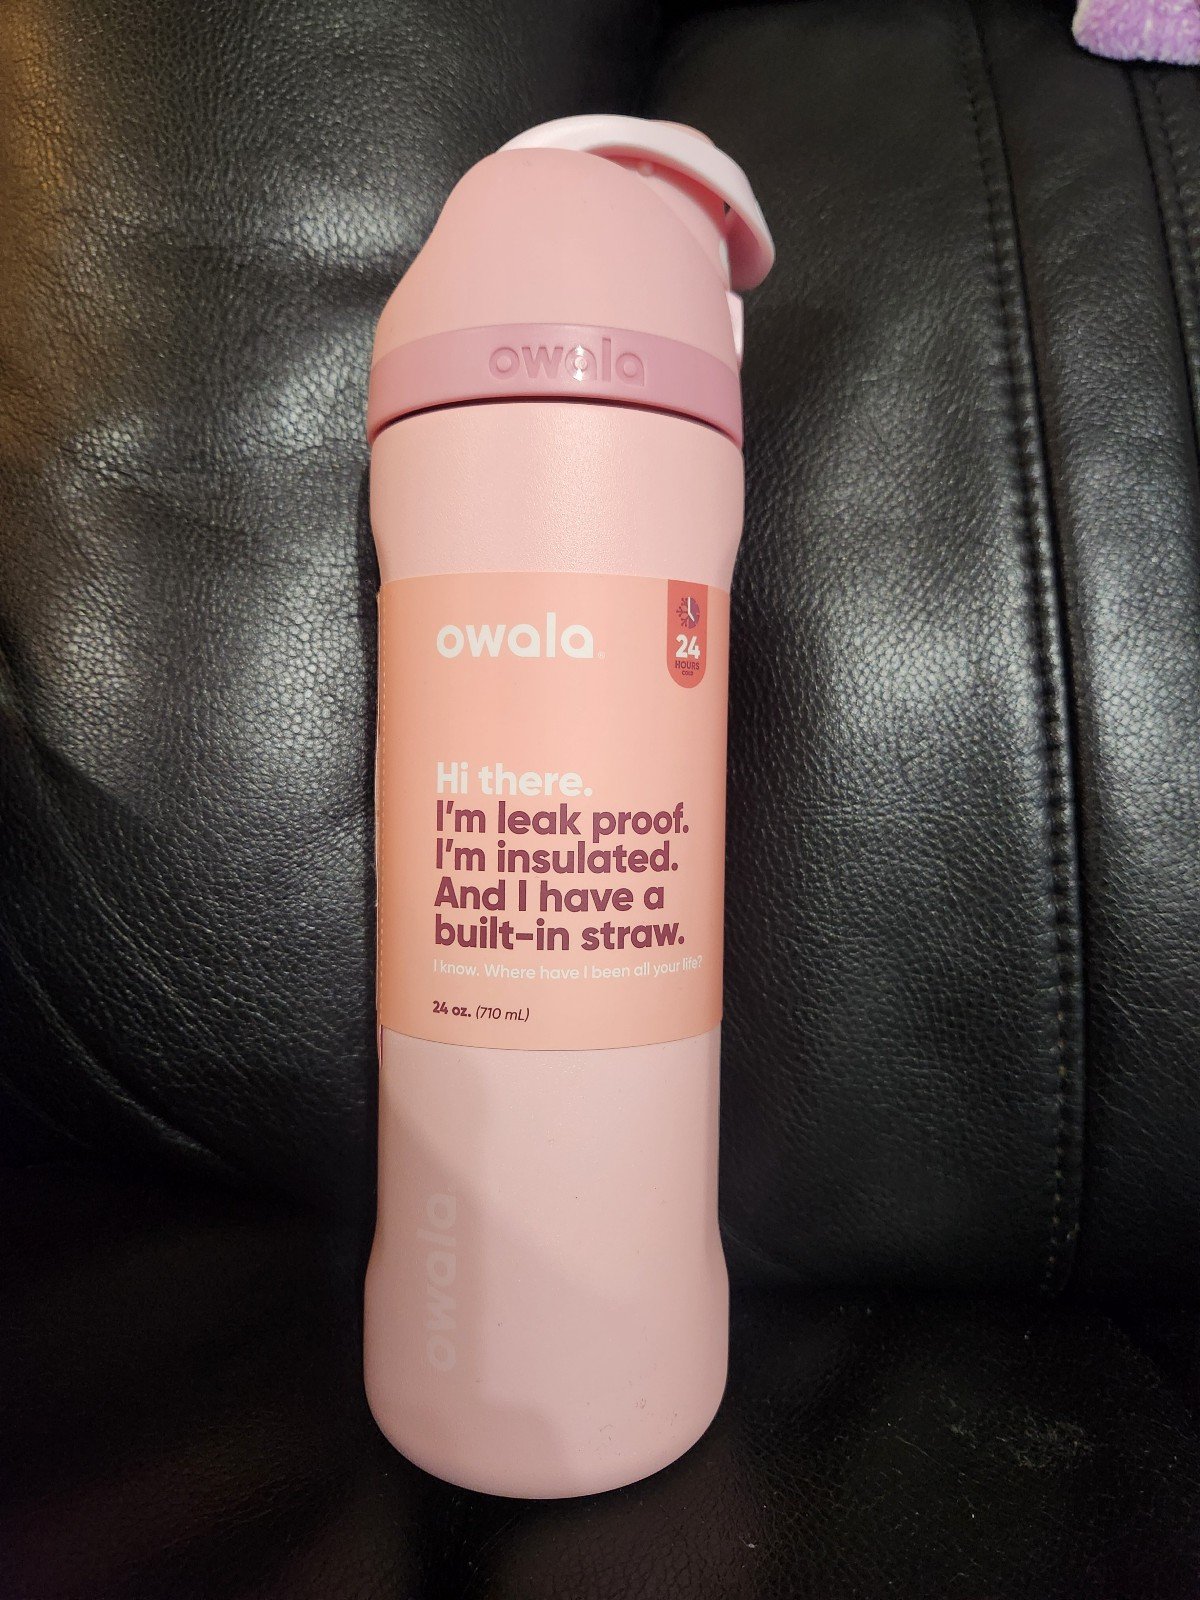 owala
owala®
24
HOURS
COLD
Hi there.
I'm leak proof.
I'm insulated.
And I have a
built-in straw.
I know. Where have I been all your life?
24 oz. (710 mL)
owala